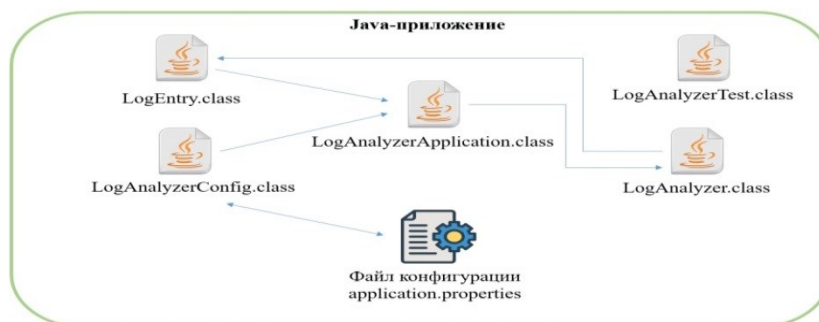 Java-приложение
LogEntry.class
LogAnalyzerTest.class
LogAnalyzerApplication.class
LogAnalyzerConfig.class
LogAnalyzer.class
Файл конфигурации
application.properties